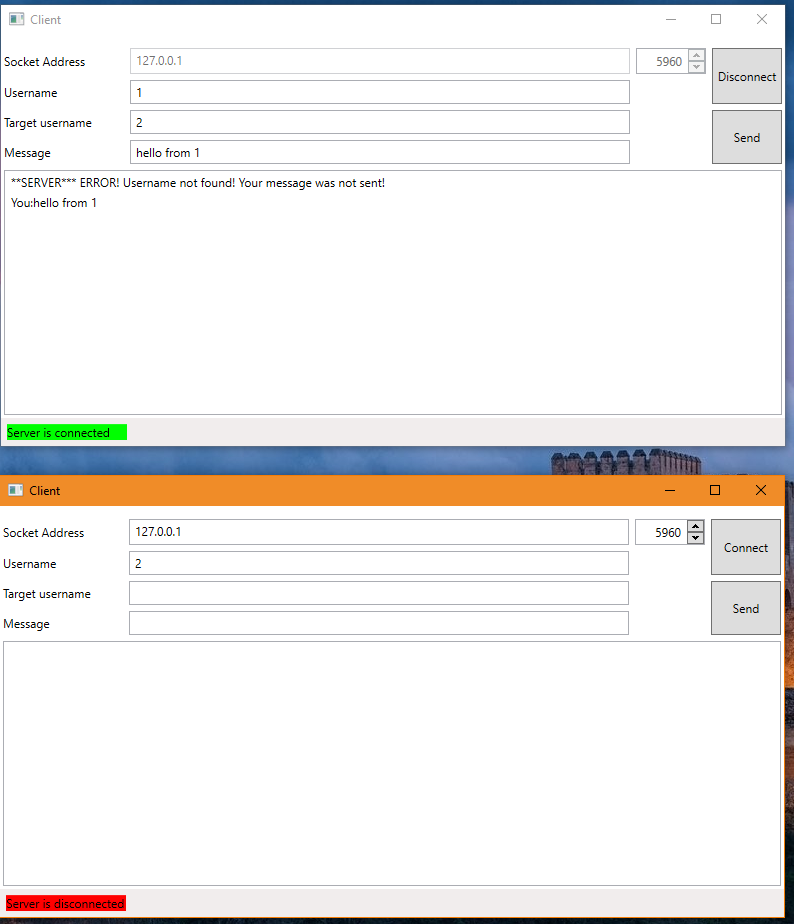 Client
Socket Address 127.0.0.1 5960 Disconnect
Username 1
Target username 2
Send
Message hello from 1
**SERVER*** ERROR! Username not found! Your message was not sent!
You:hello from 1
Server is connected
Client
Socket Address 127.0.0.1 5960 Connect
Username 2
Target username
Send
Message
Server is disconnected